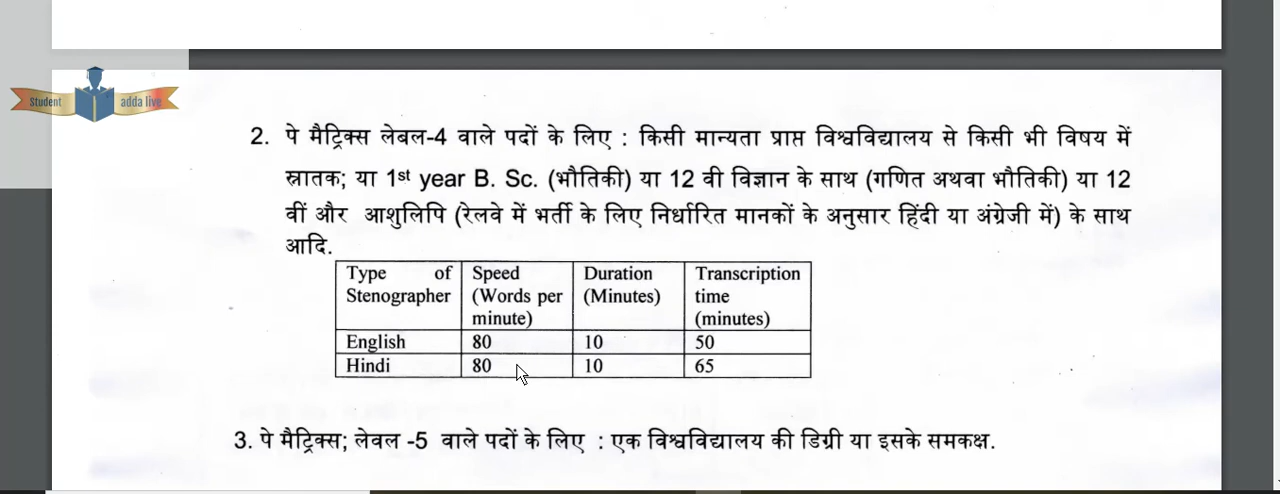 Student adda live
2. पे मैट्रिक्स लेबल-4 वाले पदों के लिए : किसी मान्यता प्राप्त विश्वविद्यालय से किसी भी विषय में
स्नातक; या 1st year B. Sc. (भौतिकी) या 12 वी विज्ञान के साथ (गणित अथवा भौतिकी) या 12
वीं और आशुलिपि (रेलवे में भर्ती के लिए निर्धारित मानकों के अनुसार हिंदी या अंग्रेजी में) के साथ
आदि.
Type of Stenographer | Speed (Words per minute) | Duration (Minutes) | Transcription time (minutes)
English | 80 | 10 | 50
Hindi | 80 | 10 | 65
3. पे मैट्रिक्स; लेवल -5 वाले पदों के लिए : एक विश्वविद्यालय की डिग्री या इसके समकक्ष.